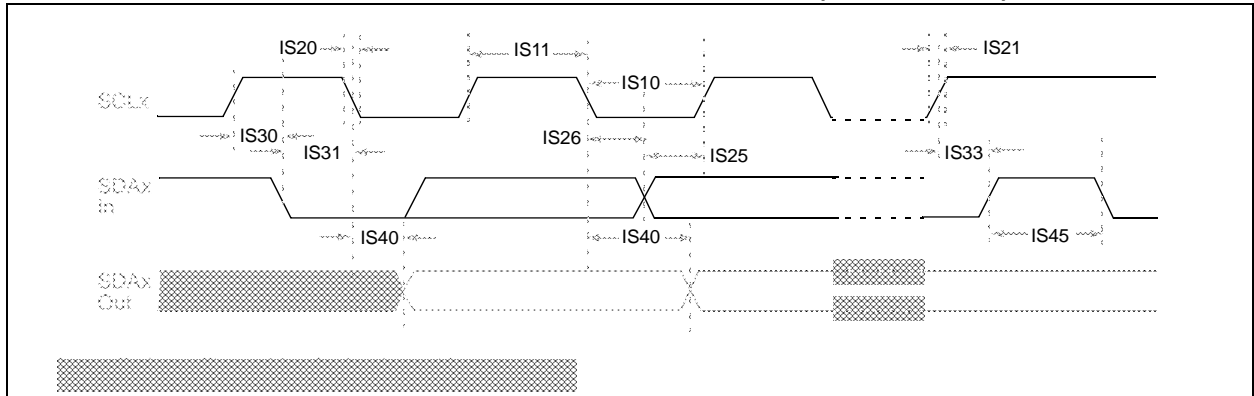 IS20
IS11
IS21
IS10
SCLx
IS30
IS26
IS31
IS25
IS33
SDAx
In
IS40
IS40
IS45
SDAx
Out